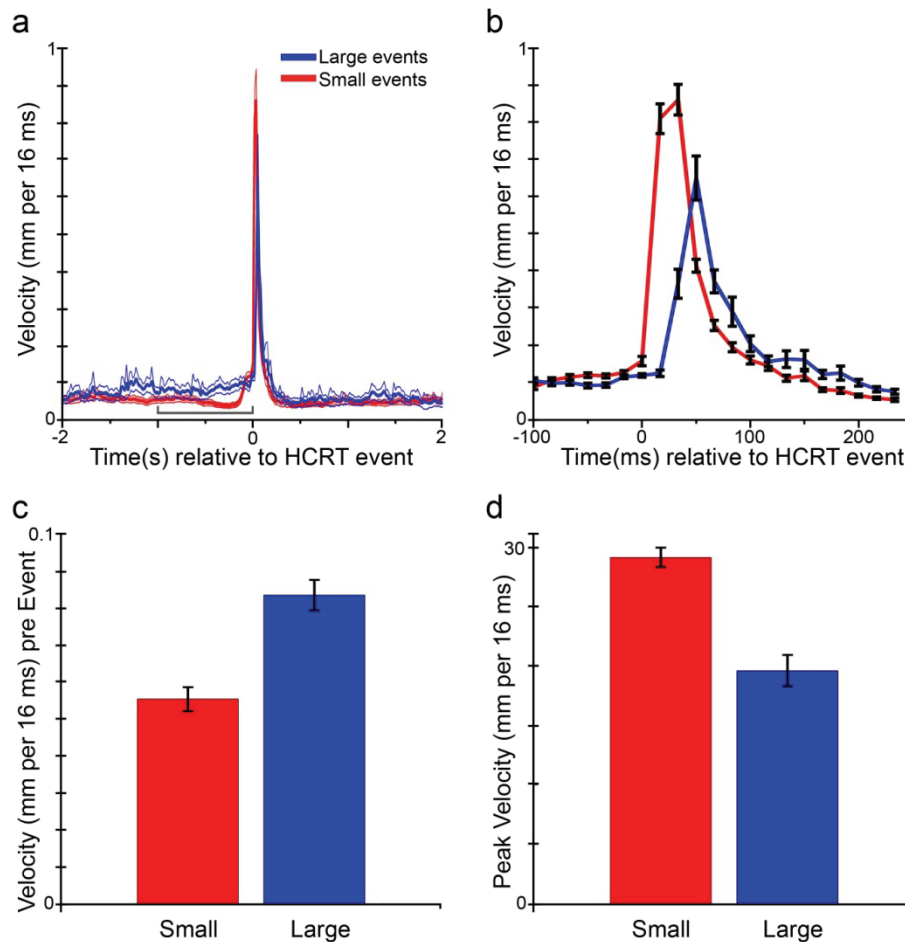 a
1
Velocity (mm per 16 ms)
0
Large events
Small events
-2
-1
0
1
2
Time(s) relative to HCRT event
b
1
Velocity (mm per 16 ms)
0
-100
0
100
200
Time(ms) relative to HCRT event
c
0.1
Velocity (mm per 16 ms) pre Event
0
Small
Large
d
30
Peak Velocity (mm per 16 ms)
0
Small
Large